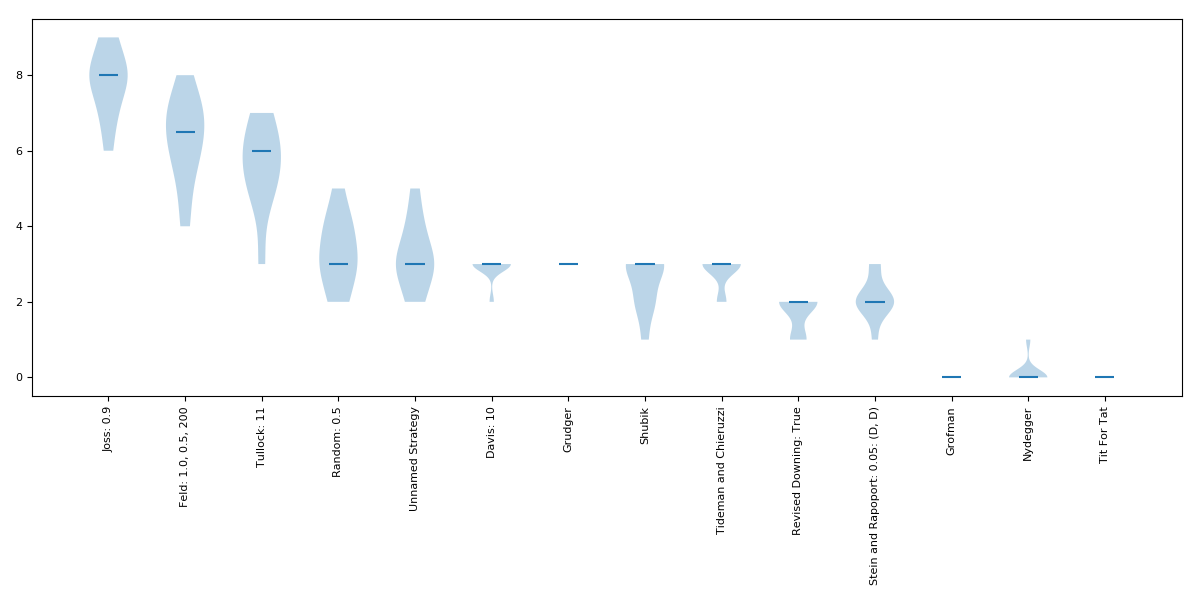 8
6
4
2
0
Joss: 0.9
Feld: 1.0, 0.5, 200
Tullock: 11
Random: 0.5
Unnamed Strategy
Davis: 10
Grudger
Shubik
Tideman and Chieruzzi
Revised Downing: True
Stein and Rapoport: 0.05: (D, D)
Grofman
Nydegger
Tit For Tat